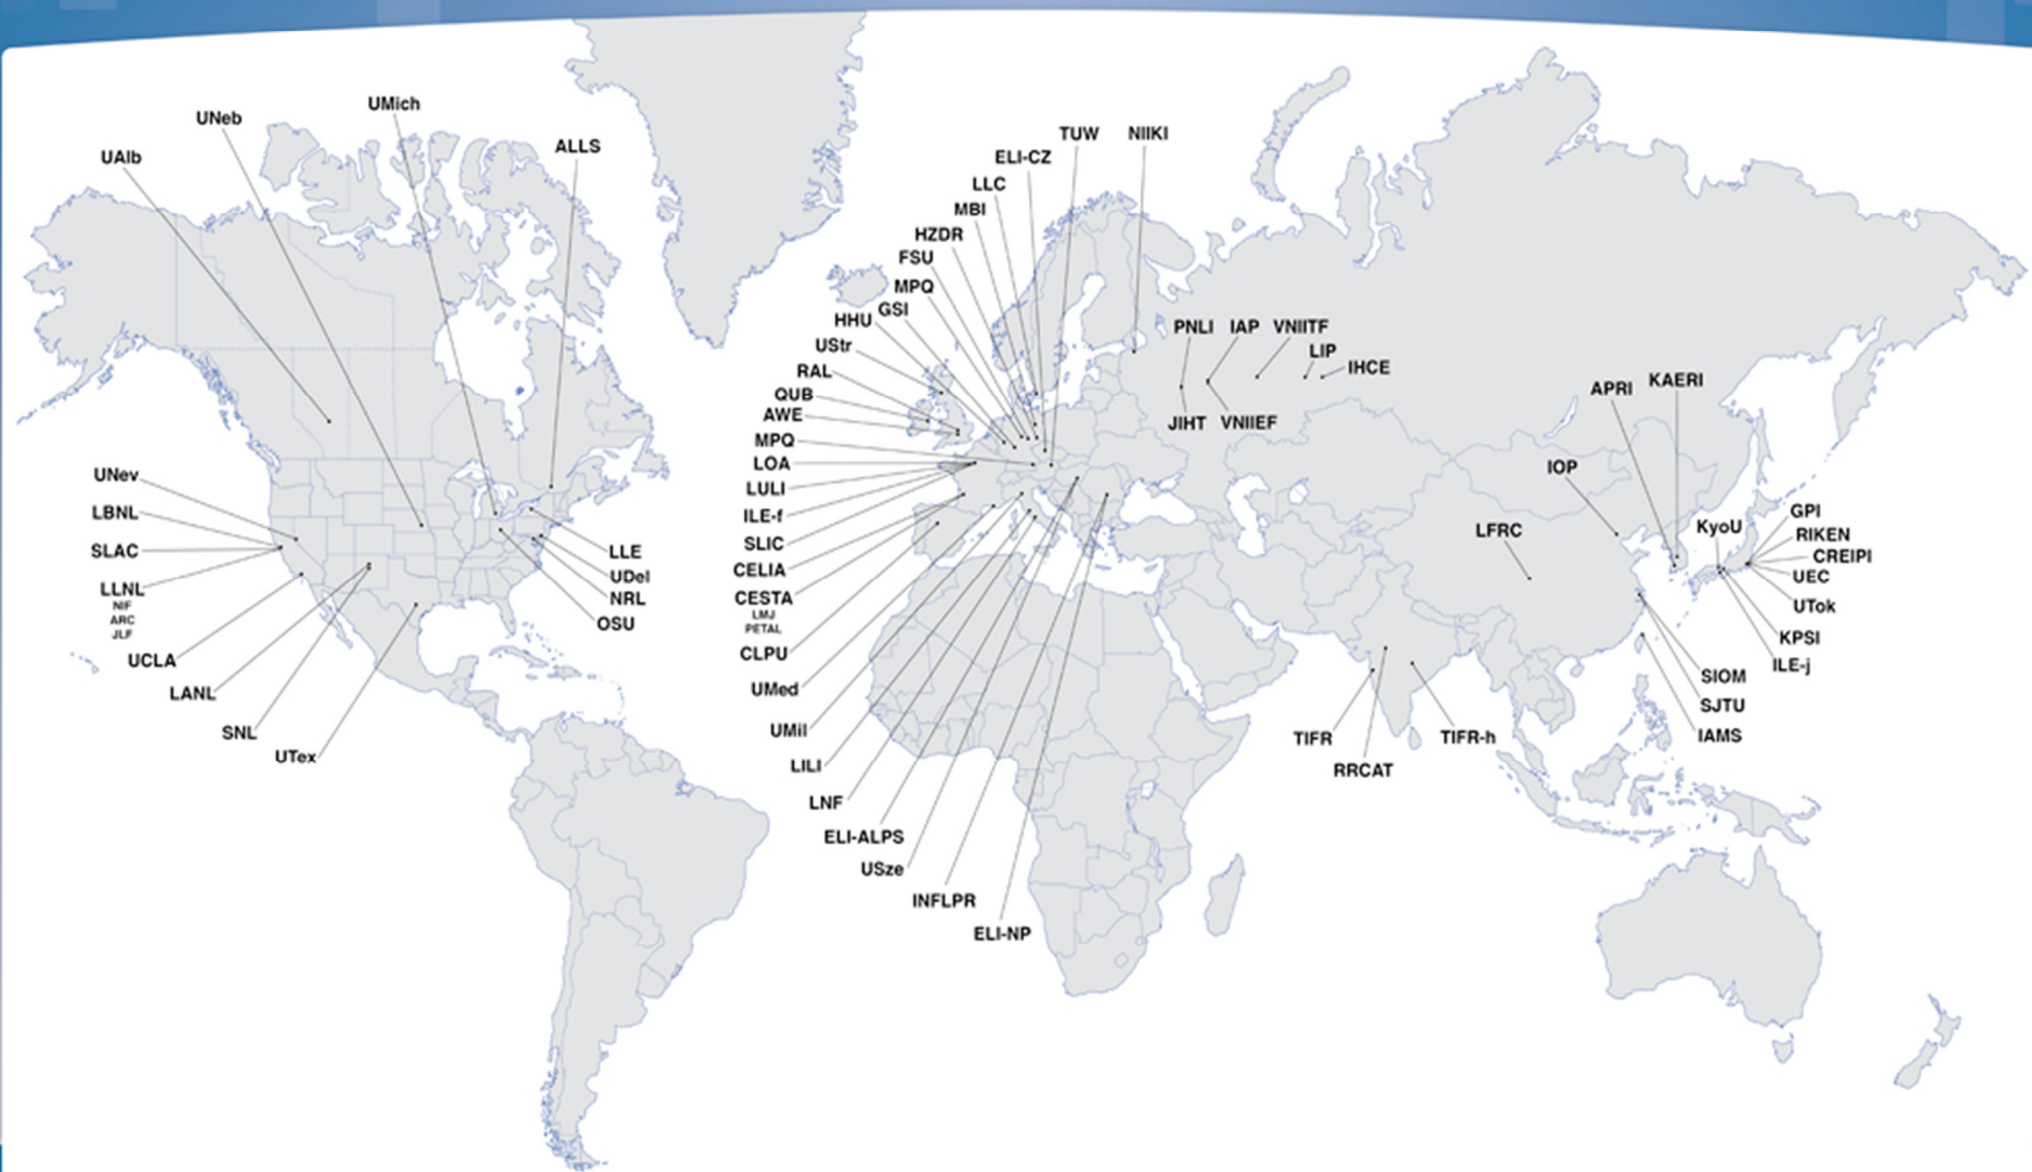 UAlb
UNeb
UMich
ALLS
UNev
LBNL
SLAC
LLNL
NIF
ARC
JLF
UCLA
LANL
SNL
UTex
LLE
UDel
NRL
OSU
TUW
NIIKI
ELI-CZ
LLC
MBI
HZDR
FSU
MPQ
GSI
HHU
UStr
RAL
QUB
AWE
MPQ
LOA
LULI
ILE-f
SLIC
CELIA
CESTA
LMJ
PETAL
CLPU
UMed
UMil
LILI
LNF
ELI-ALPS
USze
INFLPR
ELI-NP
PNLI
IAP
VNIITF
LIP
IHCE
JIHT
VNIIEF
APRI
KAERI
IOP
LFRC
KyoU
GPI
RIKEN
CREIPI
UEC
UTok
KPSI
ILE-j
SIOM
SJTU
IAMS
TIFR
RRCAT
TIFR-h